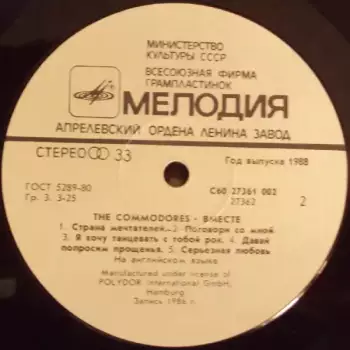 МИНИСТЕРСТВО
КУЛЬТУРЫ СССР
ВСЕСОЮЗНАЯ ФИРМА
ГРАМПЛАСТИНОК
МЕЛОДИЯ
АПРЕЛЕВСКИЙ ОРДЕНА ЛЕНИНА ЗАВОД
СТЕРЕО 33
Год выпуска 1988
ГОСТ 5289-80
Гр. 3. 3-25
С60 27361 002
27362
2
THE COMMODORES - ВМЕСТЕ
1. Страна мечтателей 2. Поговори со мной
3. Я хочу танцевать с тобой рок. 4. Давай
попросим прощенья. 5. Серьезная любовь
На английском языке
Manufactured under license of
POLYDOR International GmbH,
Hamburg
Запись 1986 г.